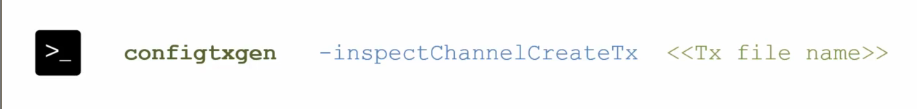 >_ configtxgen -inspectChannelCreateTx <<Tx file name>>